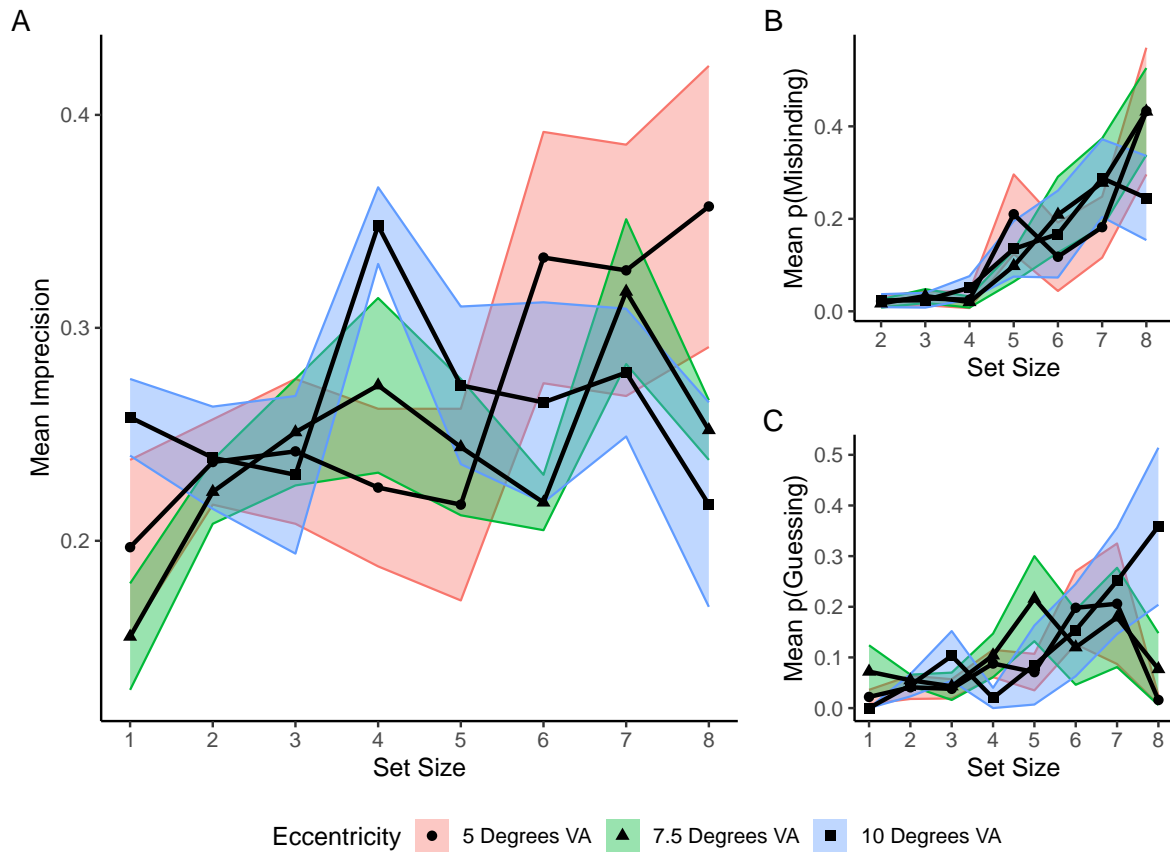 A
Mean Imprecision
0.4
0.3
0.2
1 2 3 4 5 6 7 8
Set Size
B
Mean p(Misbinding)
0.4
0.2
0.0
2 3 4 5 6 7 8
Set Size
C
Mean p(Guessing)
0.5
0.4
0.3
0.2
0.1
0.0
1 2 3 4 5 6 7 8
Set Size
Eccentricity 5 Degrees VA 7.5 Degrees VA 10 Degrees VA